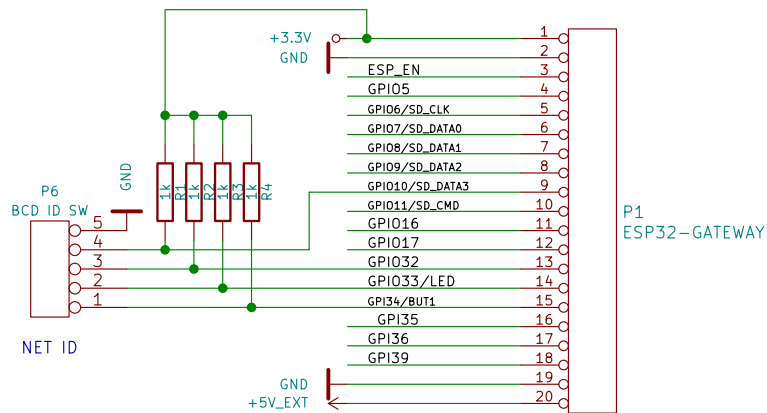 +3.3V
GND
ESP_EN
GPIO5
GPIO6/SD_CLK
GPIO7/SD_DATA0
GPIO8/SD_DATA1
GPIO9/SD_DATA2
GPIO10/SD_DATA3
GPIO11/SD_CMD
GPIO16
GPIO17
GPIO32
GPIO33/LED
GPI34/BUT1
GPI35
GPI36
GPI39
GND
+5V_EXT
1
2
3
4
5
6
7
8
9
10
11
12
13
14
15
16
17
18
19
20
P1
ESP32-GATEWAY
1k
R1
1k
R2
1k
R3
1k
R4
GND
P6
BCD ID SW
5
4
3
2
1
NET ID